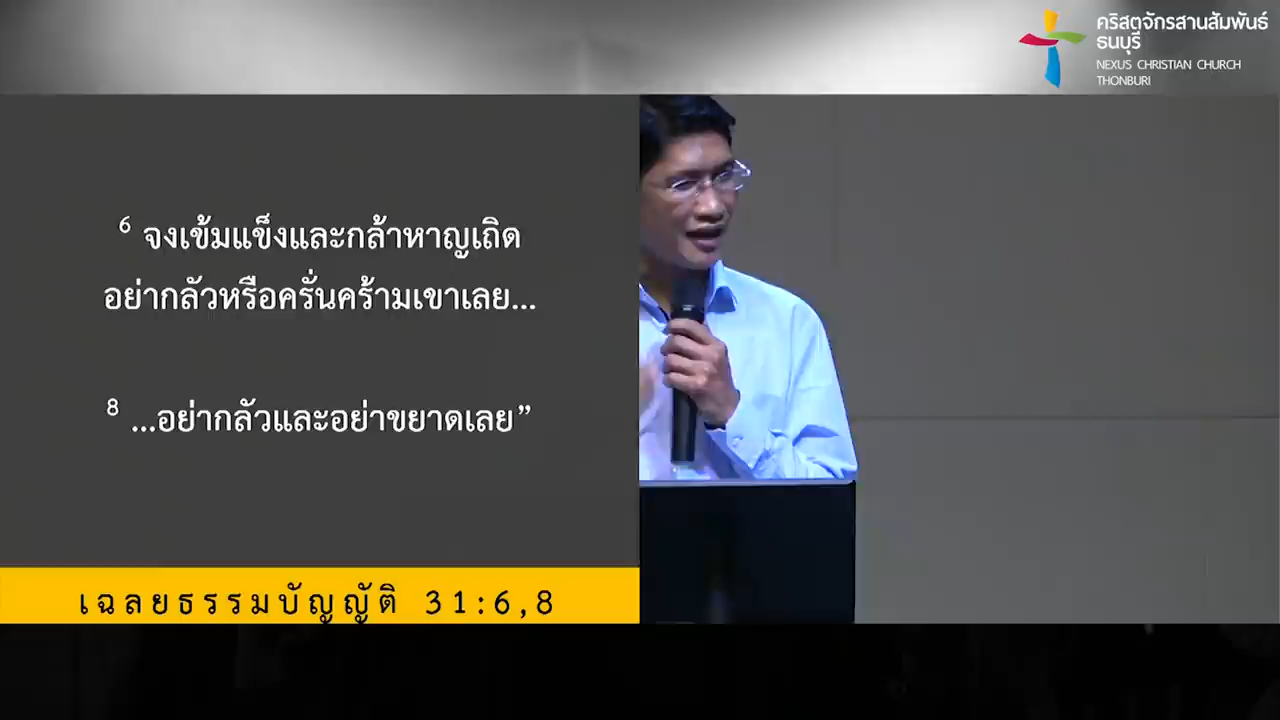 คริสตจักรสานสัมพันธ์
ธนบุรี
NEXUS CHRISTIAN CHURCH
THONBURI
6 จงเข้มแข็งและกล้าหาญเถิด
อย่ากลัวหรือครั่นคร้ามเขาเลย...
8 ...อย่ากลัวและอย่าขยาดเลย”
เฉลยธรรมบัญญัติ 31:6,8